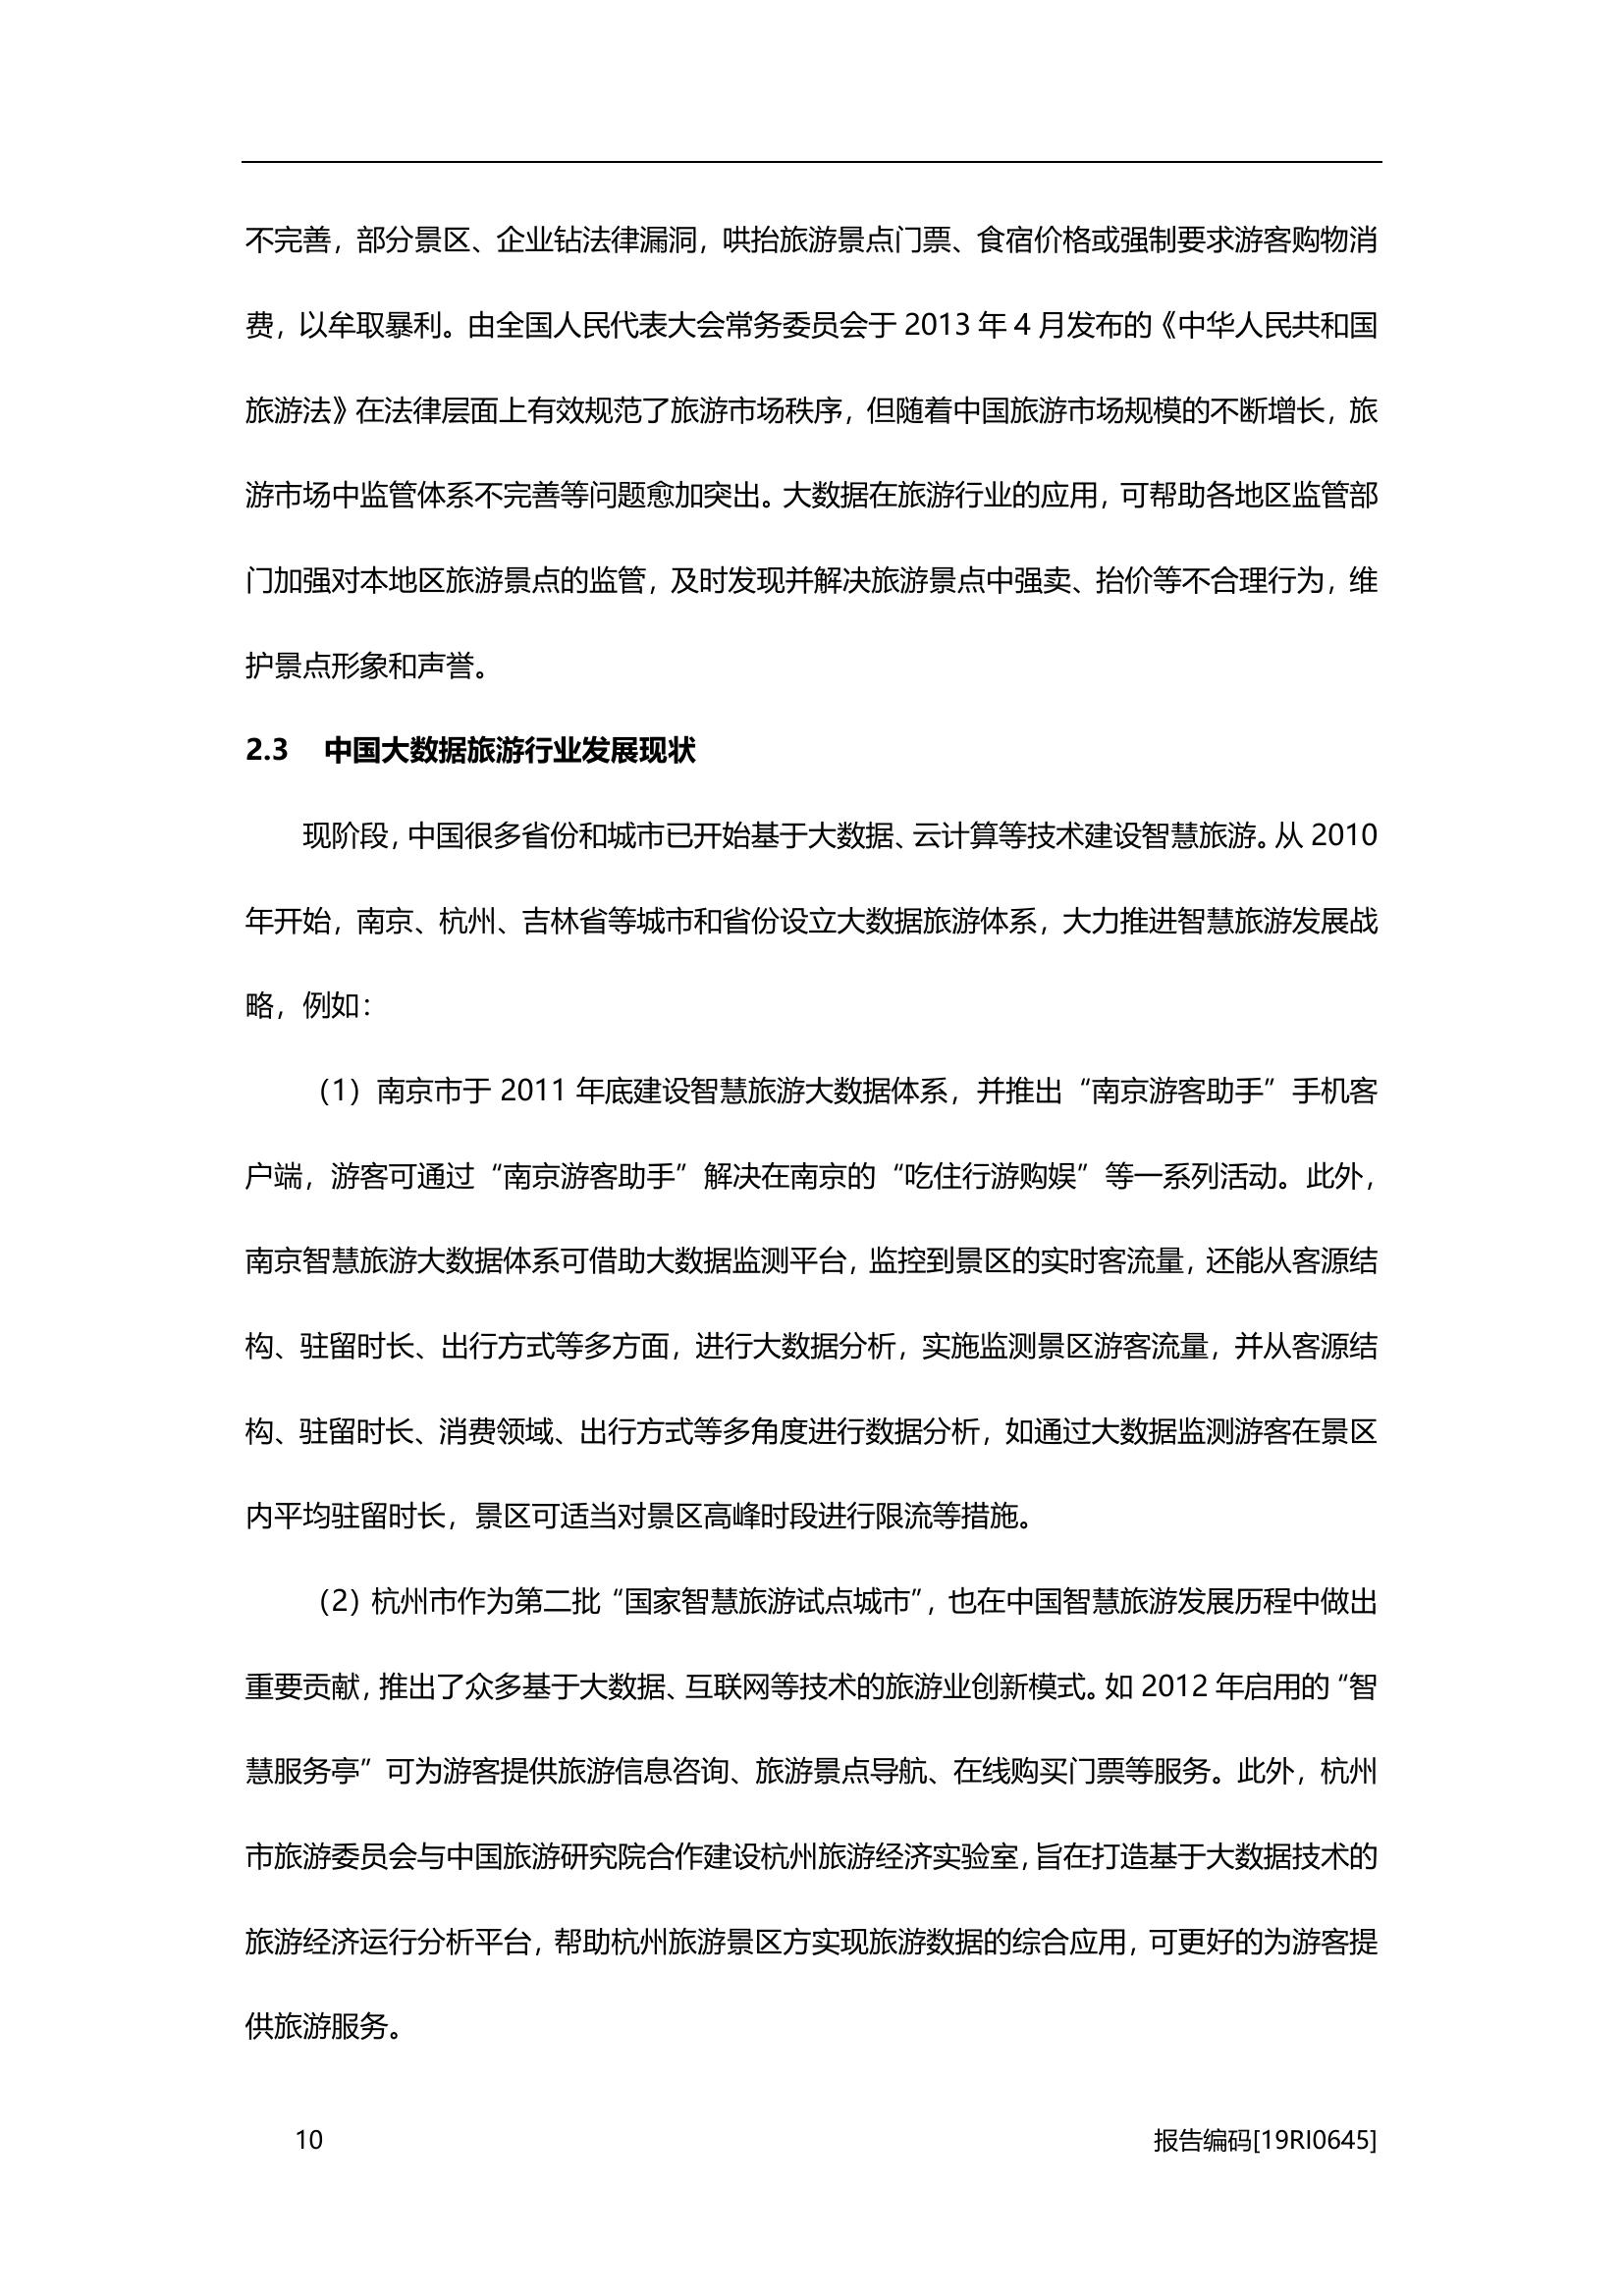 不完善，部分景区、企业钻法律漏洞，哄抬旅游景点门票、食宿价格或强制要求游客购物消
费，以牟取暴利。由全国人民代表大会常务委员会于 2013 年 4 月发布的《中华人民共和国
旅游法》在法律层面上有效规范了旅游市场秩序，但随着中国旅游市场规模的不断增长，旅
游市场中监管体系不完善等问题愈加突出。大数据在旅游行业的应用，可帮助各地区监管部
门加强对本地区旅游景点的监管，及时发现并解决旅游景点中强卖、抬价等不合理行为，维
护景点形象和声誉。
2.3 中国大数据旅游行业发展现状
现阶段，中国很多省份和城市已开始基于大数据、云计算等技术建设智慧旅游。从 2010
年开始，南京、杭州、吉林省等城市和省份设立大数据旅游体系，大力推进智慧旅游发展战
略，例如：
（1）南京市于 2011 年底建设智慧旅游大数据体系，并推出“南京游客助手”手机客
户端，游客可通过“南京游客助手”解决在南京的“吃住行游购娱”等一系列活动。此外，
南京智慧旅游大数据体系可借助大数据监测平台，监控到景区的实时客流量，还能从客源结
构、驻留时长、出行方式等多方面，进行大数据分析，实施监测景区游客流量，并从客源结
构、驻留时长、消费领域、出行方式等多角度进行数据分析，如通过大数据监测游客在景区
内平均驻留时长，景区可适当对景区高峰时段进行限流等措施。
（2）杭州市作为第二批“国家智慧旅游试点城市”，也在中国智慧旅游发展历程中做出
重要贡献，推出了众多基于大数据、互联网等技术的旅游业创新模式。如 2012 年启用的“智
慧服务亭”可为游客提供旅游信息咨询、旅游景点导航、在线购买门票等服务。此外，杭州
市旅游委员会与中国旅游研究院合作建设杭州旅游经济实验室，旨在打造基于大数据技术的
旅游经济运行分析平台，帮助杭州旅游景区方实现旅游数据的综合应用，可更好的为游客提
供旅游服务。
10 报告编码[19RI0645]